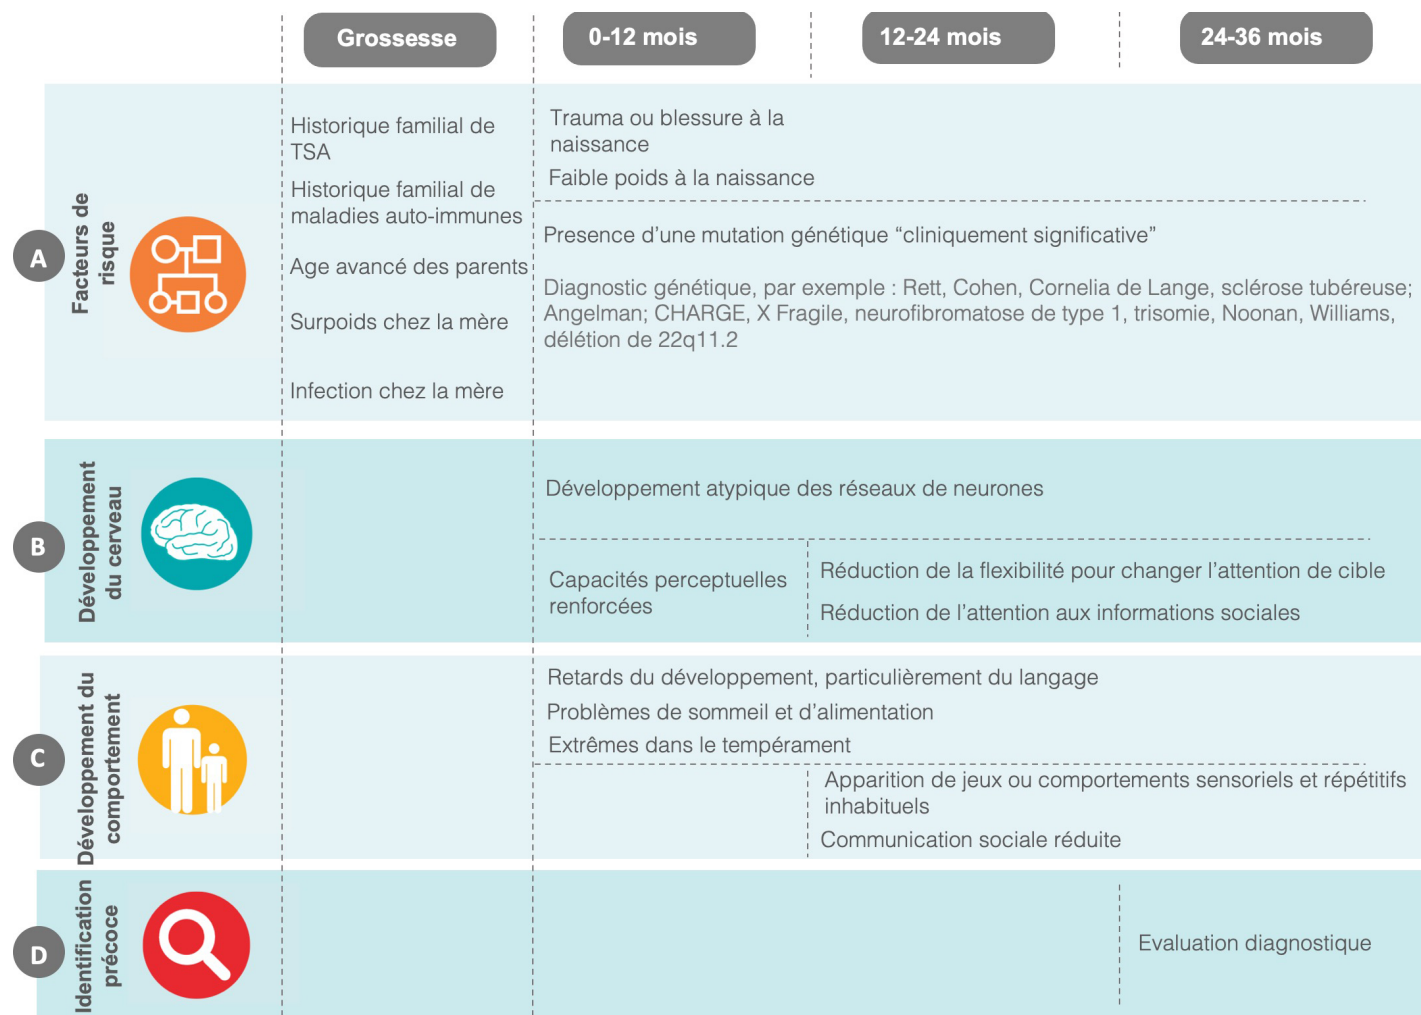 Grossesse
0-12 mois
12-24 mois
24-36 mois
A
Facteurs de
risque
Historique familial de
TSA
Historique familial de
maladies auto-immunes
Age avancé des parents
Surpoids chez la mère
Infection chez la mère
Trauma ou blessure à la
naissance
Faible poids à la naissance
Presence d'une mutation génétique “cliniquement significative”
Diagnostic génétique, par exemple : Rett, Cohen, Cornelia de Lange, sclérose tubéreuse;
Angelman; CHARGE, X Fragile, neurofibromatose de type 1, trisomie, Noonan, Williams,
délétion de 22q11.2
B
Développement
du cerveau
Développement atypique des réseaux de neurones
Capacités perceptuelles
renforcées
Réduction de la flexibilité pour changer l'attention de cible
Réduction de l'attention aux informations sociales
C
Développement du
comportement
Retards du développement, particulièrement du langage
Problèmes de sommeil et d'alimentation
Extrêmes dans le tempérament
Apparition de jeux ou comportements sensoriels et répétitifs
inhabituels
Communication sociale réduite
D
Identification
précoce
Evaluation diagnostique